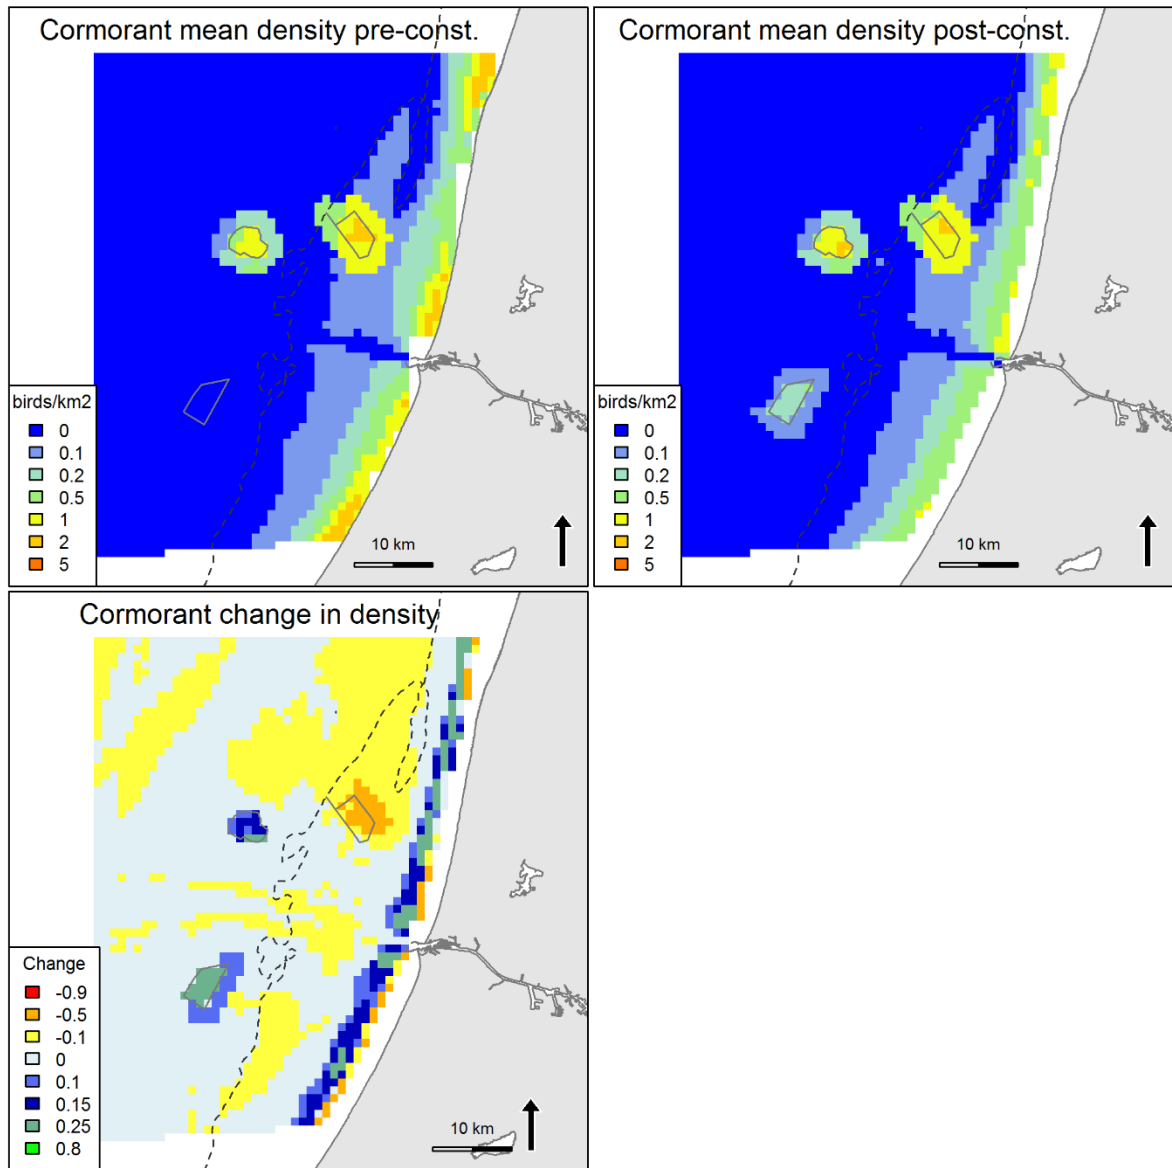 Cormorant mean density pre-const.
birds/km2
0
0.1
0.2
0.5
1
2
5
10 km
Cormorant mean density post-const.
birds/km2
0
0.1
0.2
0.5
1
2
5
10 km
Cormorant change in density
Change
-0.9
-0.5
-0.1
0
0.1
0.15
0.25
0.8
10 km